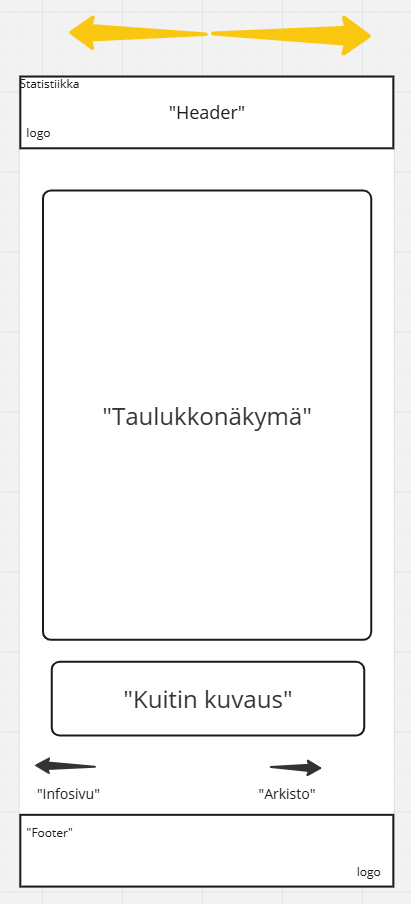 Statistiikka
"Header"
logo
"Taulukkonäkymä"
"Kuitin kuvaus"
"Infosivu"
"Arkisto"
"Footer"
logo